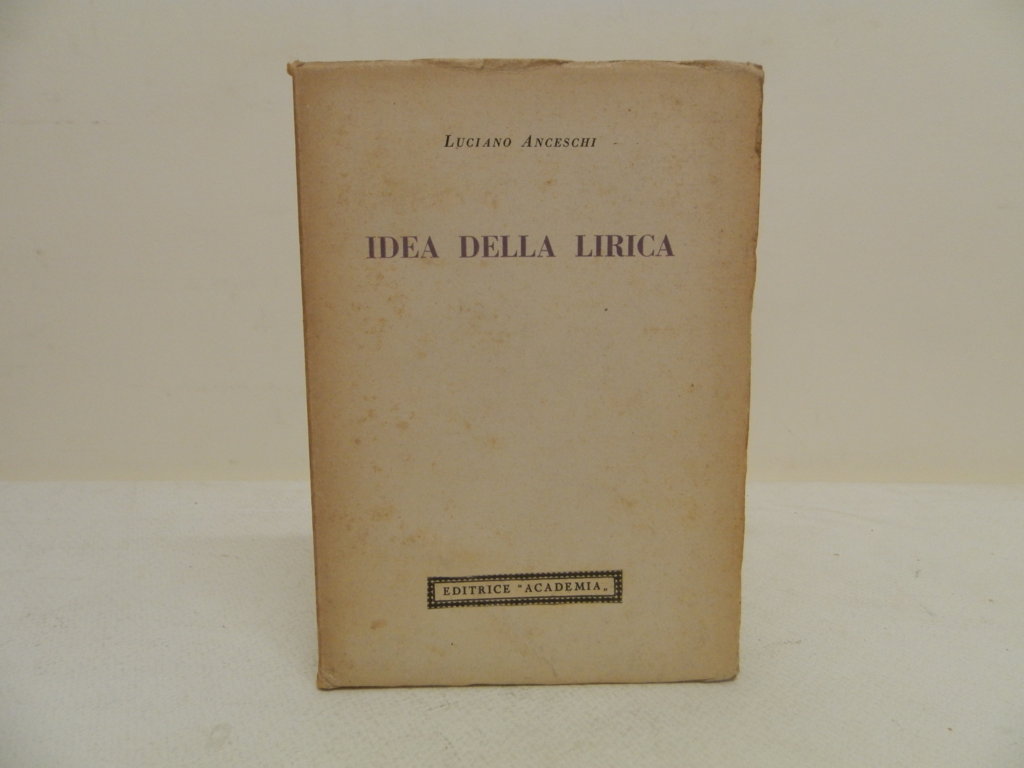 Luciano Anceschi
IDEA DELLA LIRICA
EDITRICE "ACADEMIA„